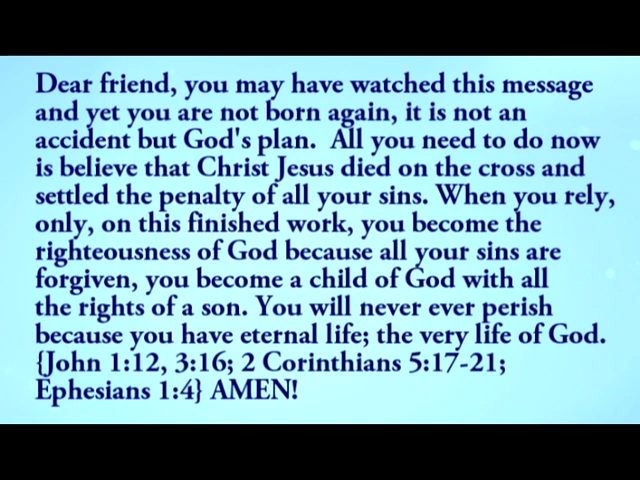 Dear friend, you may have watched this message
and yet you are not born again, it is not an
accident but God's plan.  All you need to do now
is believe that Christ Jesus died on the cross and
settled the penalty of all your sins. When you rely,
only, on this finished work, you become the
righteousness of God because all your sins are
forgiven, you become a child of God with all
the rights of a son. You will never ever perish
because you have eternal life; the very life of God.
{John 1:12, 3:16; 2 Corinthians 5:17-21;
Ephesians 1:4} AMEN!